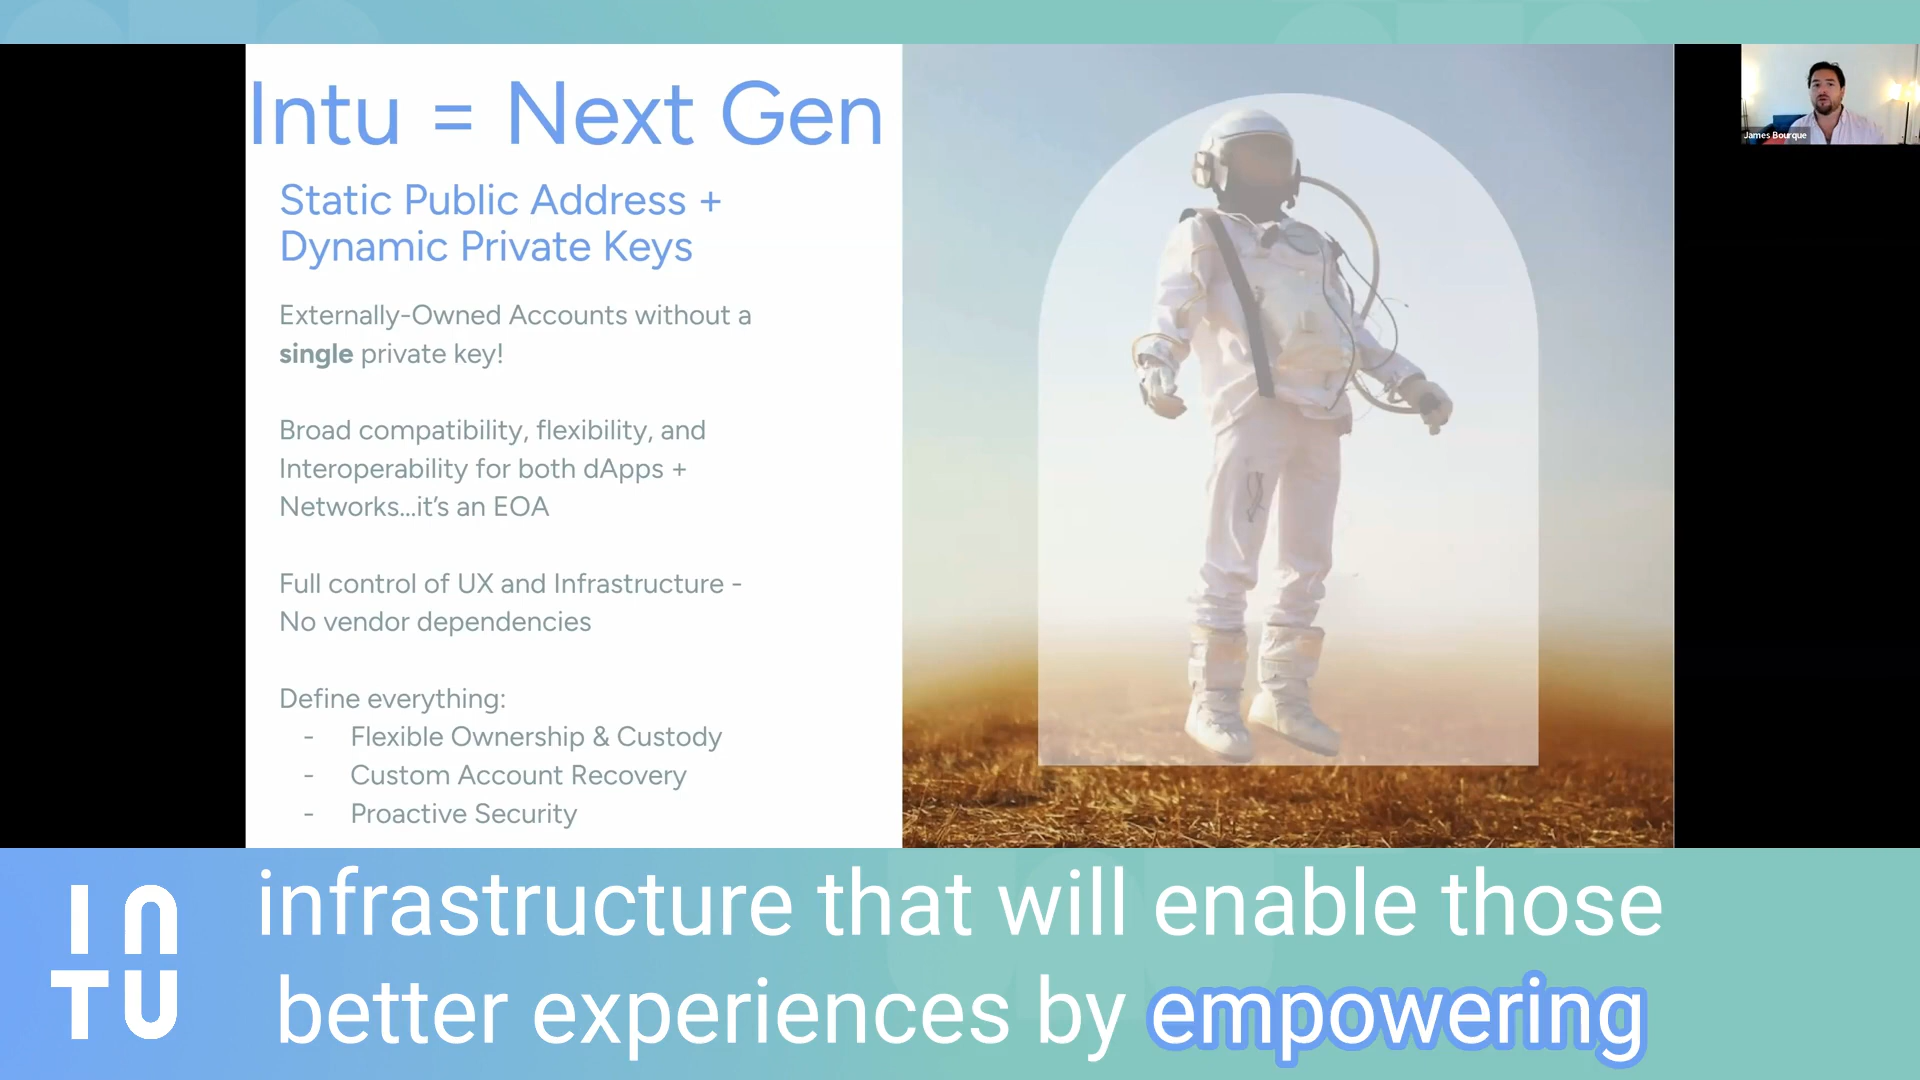 Intu = Next Gen
Static Public Address +
Dynamic Private Keys
Externally-Owned Accounts without a
single private key!
Broad compatibility, flexibility, and
Interoperability for both dApps +
Networks...it's an EOA
Full control of UX and Infrastructure -
No vendor dependencies
Define everything:
- Flexible Ownership & Custody
- Custom Account Recovery
- Proactive Security
James Bourque
INTU
infrastructure that will enable those
better experiences by empowering